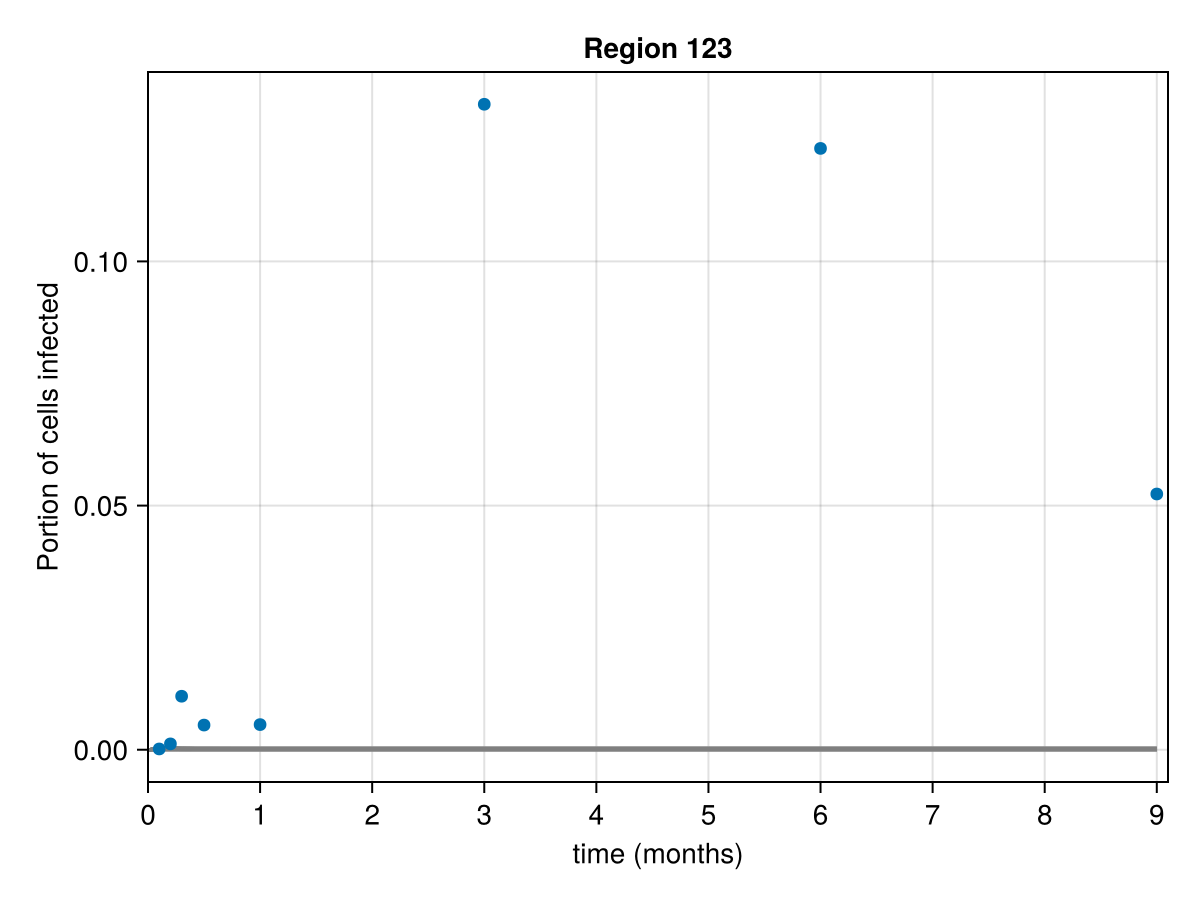 Region 123
Portion of cells infected
0.10
0.05
0.00
0 1 2 3 4 5 6 7 8 9
time (months)